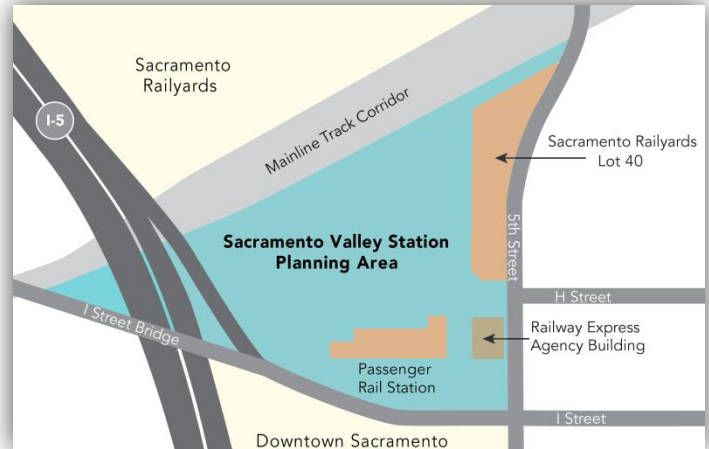 Sacramento
Railyards
I-5
Mainline Track Corridor
Sacramento Railyards
Lot 40
Sacramento Valley Station
Planning Area
5th Street
H Street
I Street Bridge
Railway Express
Agency Building
Passenger
Rail Station
I Street
Downtown Sacramento